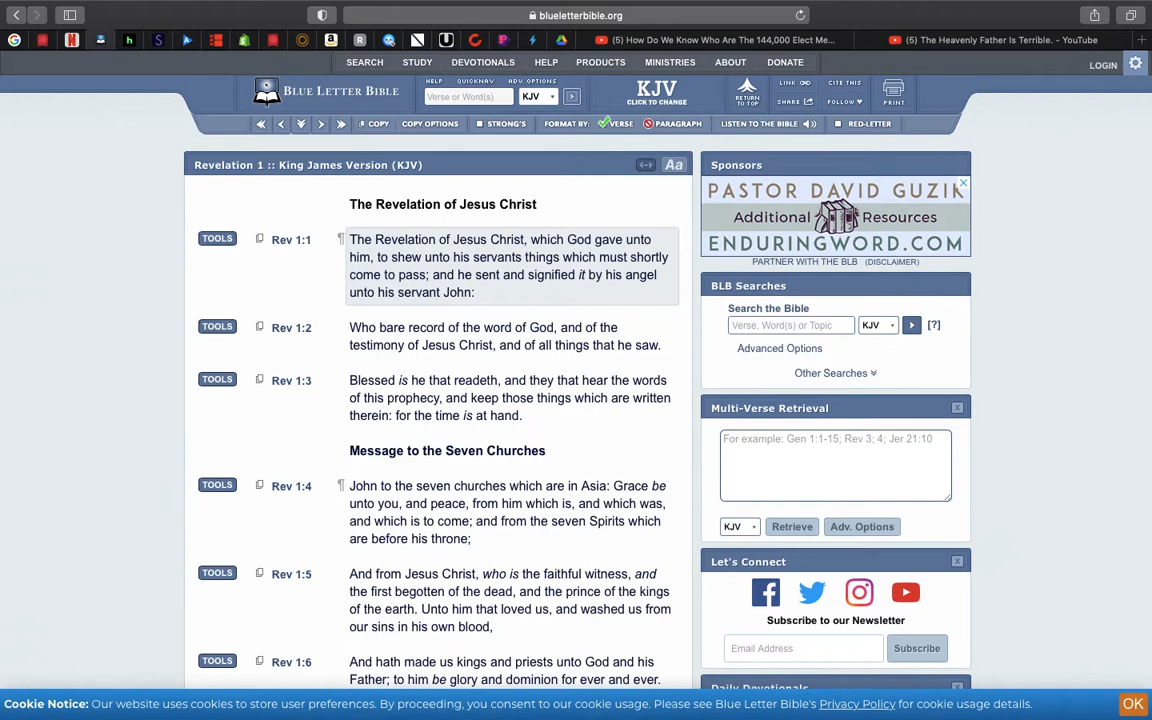 blueletterbible.org
(5) How Do We Know Who Are The 144,000 Elect Me...
(5) The Heavenly Father Is Terrible. - YouTube
SEARCH STUDY DEVOTIONALS HELP PRODUCTS MINISTRIES ABOUT DONATE
LOGIN
BLUE LETTER BIBLE
HELP QUICKNAV ADV. OPTIONS
Verse or Word(s) KJV
KJV
CLICK TO CHANGE
RETURN TO TOP
LINK CITE THIS
SHARE FOLLOW
PRINT
COPY COPY OPTIONS STRONG'S FORMAT BY: VERSE PARAGRAPH LISTEN TO THE BIBLE RED-LETTER
Revelation 1 :: King James Version (KJV)
Aa
The Revelation of Jesus Christ
TOOLS Rev 1:1 ¶ The Revelation of Jesus Christ, which God gave unto
him, to shew unto his servants things which must shortly
come to pass; and he sent and signified it by his angel
unto his servant John:
TOOLS Rev 1:2 Who bare record of the word of God, and of the
testimony of Jesus Christ, and of all things that he saw.
TOOLS Rev 1:3 Blessed is he that readeth, and they that hear the words
of this prophecy, and keep those things which are written
therein: for the time is at hand.
Message to the Seven Churches
TOOLS Rev 1:4 ¶ John to the seven churches which are in Asia: Grace be
unto you, and peace, from him which is, and which was,
and which is to come; and from the seven Spirits which
are before his throne;
TOOLS Rev 1:5 And from Jesus Christ, who is the faithful witness, and
the first begotten of the dead, and the prince of the kings
of the earth. Unto him that loved us, and washed us from
our sins in his own blood,
TOOLS Rev 1:6 And hath made us kings and priests unto God and his
Father; to him be glory and dominion for ever and ever.
Sponsors
PASTOR DAVID GUZIK
Additional Resources
ENDURINGWORD.COM
PARTNER WITH THE BLB (DISCLAIMER)
BLB Searches
Search the Bible
Verse, Word(s) or Topic KJV [?]
Advanced Options
Other Searches
Multi-Verse Retrieval
For example: Gen 1:1-15; Rev 3; 4; Jer 21:10
KJV Retrieve Adv. Options
Let's Connect
Subscribe to our Newsletter
Email Address Subscribe
Daily Devotionals
Cookie Notice: Our website uses cookies to store user preferences. By proceeding, you consent to our cookie usage. Please see Blue Letter Bible's Privacy Policy for cookie usage details. OK